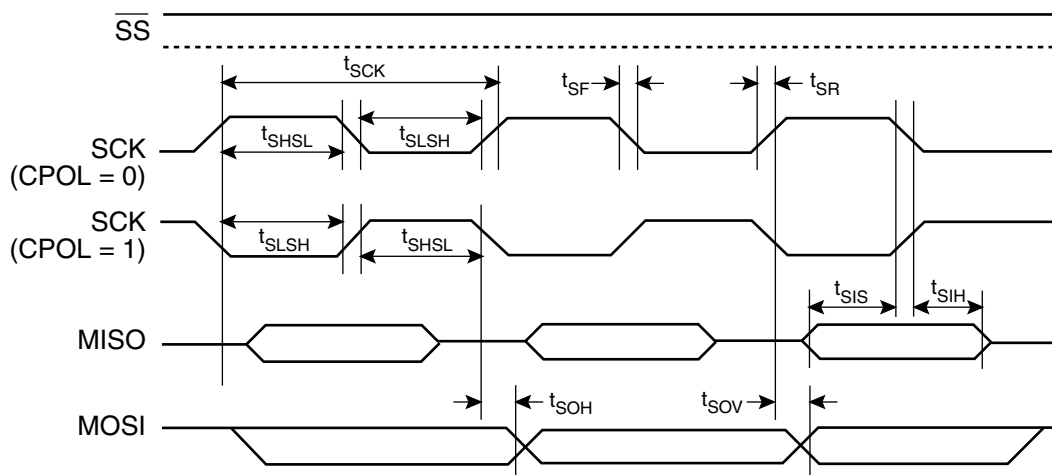 SS
tSCK
tSF
tSR
SCK
(CPOL = 0)
tSHSL
tSLSH
SCK
(CPOL = 1)
tSLSH
tSHSL
tSIS
tSIH
MISO
tSOH
tSOV
MOSI